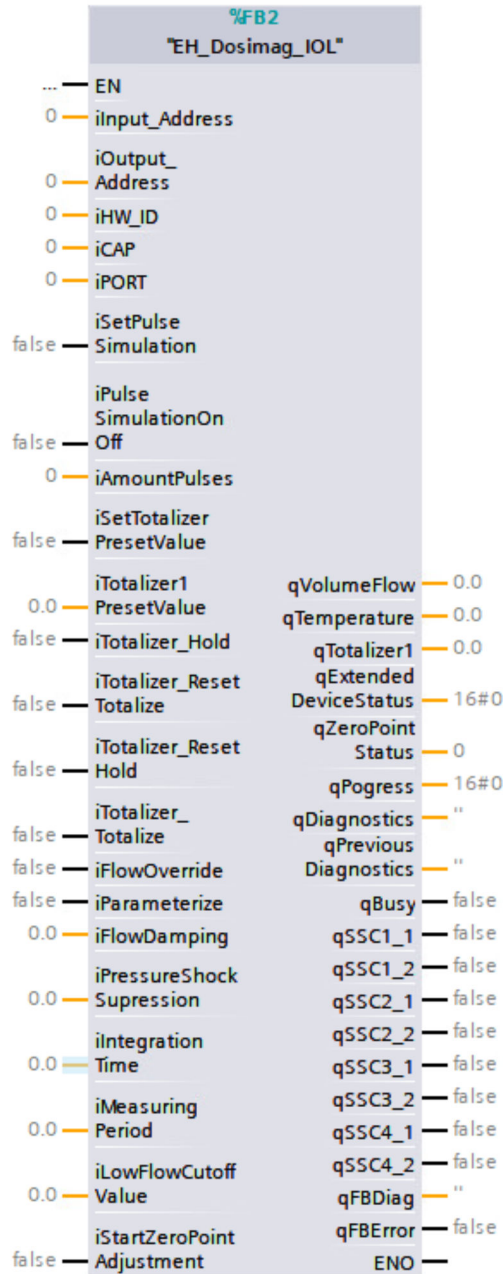 %FB2
"EH_Dosimag_IOL"
... EN
0 iInput_Address
iOutput_
0 Address
0 iHW_ID
0 iCAP
0 iPORT
iSetPulse
false Simulation
iPulse
SimulationOn
false Off
0 iAmountPulses
iSetTotalizer
false PresetValue
iTotalizer1
0.0 PresetValue
false iTotalizer_Hold
iTotalizer_Reset
false Totalize
iTotalizer_Reset
false Hold
iTotalizer_
false Totalize
false iFlowOverride
false iParameterize
0.0 iFlowDamping
iPressureShock
0.0 Supression
iIntegration
0.0 Time
iMeasuring
0.0 Period
iLowFlowCutoff
0.0 Value
iStartZeroPoint
false Adjustment
qVolumeFlow 0.0
qTemperature 0.0
qTotalizer1 0.0
qExtended
DeviceStatus 16#0
qZeroPoint
Status 0
qPogress 16#0
qDiagnostics ''
qPrevious
Diagnostics ''
qBusy false
qSSC1_1 false
qSSC1_2 false
qSSC2_1 false
qSSC2_2 false
qSSC3_1 false
qSSC3_2 false
qSSC4_1 false
qSSC4_2 false
qFBDiag ''
qFBError false
ENO